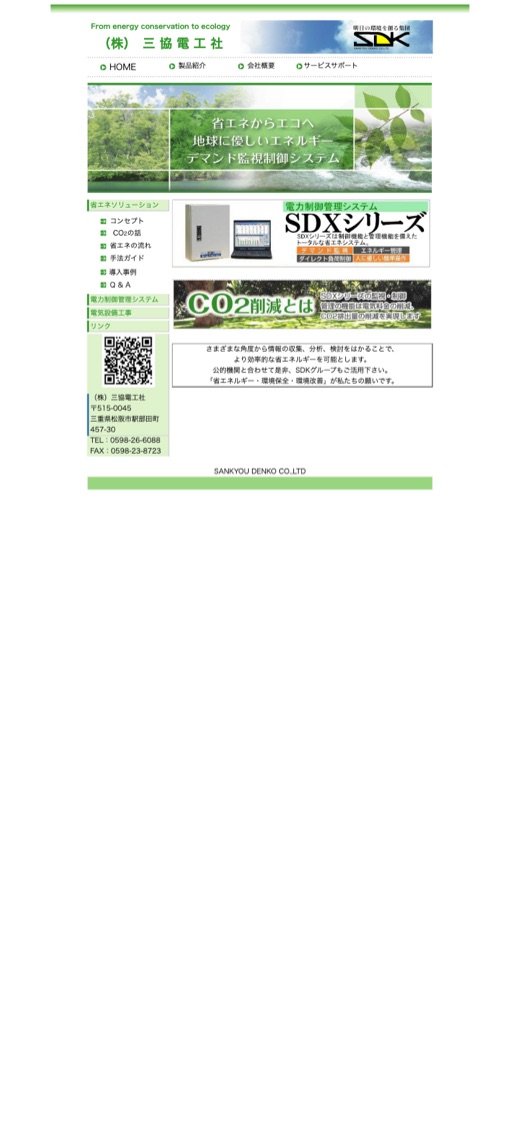 From energy conservation to ecology
（株） 三協電工社
明日の環境を創る集団
SDK
HOME
製品紹介
会社概要
サービスサポート
省エネからエコへ
地球に優しいエネルギー
デマンド監視制御システム
省エネソリューション
コンセプト
CO2の話
省エネの流れ
手法ガイド
導入事例
Q & A
電力制御管理システム
電気設備工事
リンク
（株）三協電工社
〒515-0045
三重県松阪市駅部田町
457-30
TEL：0598-26-6088
FAX：0598-23-8723
電力制御管理システム
SDXシリーズ
SDXシリーズは制御機能と管理機能を備えた
トータルな省エネシステム。
デマンド監視 エネルギー管理
ダイレクト負荷制御 人に優しい簡単操作
CO2削減とは
SDXシリーズの監視・制御
管理の機能は電気料金の削減、
CO2排出量の削減を実現します
さまざまな角度から情報の収集、分析、検討をはかることで、
より効率的な省エネルギーを可能とします。
公的機関と合わせて是非、SDKグループもご活用下さい。
「省エネルギー・環境保全・環境改善」が私たちの願いです。
SANKYOU DENKO CO.,LTD